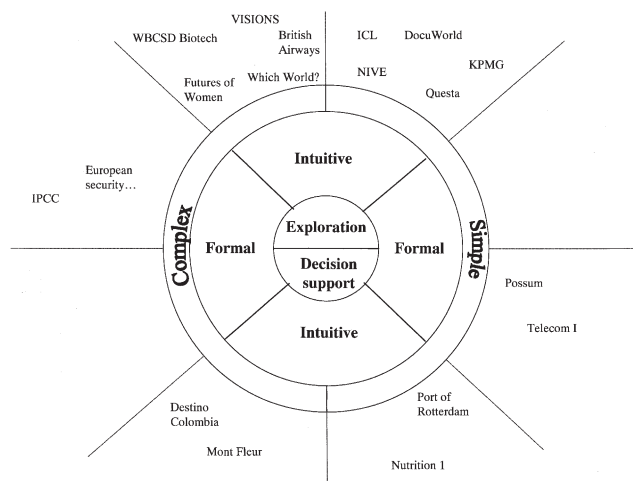 VISIONS
WBCSD Biotech
British
Airways
ICL
DocuWorld
Futures of
Women
Which World?
NIVE
KPMG
Questa
Intuitive
European
security…
IPCC
Complex
Formal
Exploration
Decision
support
Formal
Simple
Intuitive
Possum
Telecom I
Destino
Colombia
Mont Fleur
Port of
Rotterdam
Nutrition 1